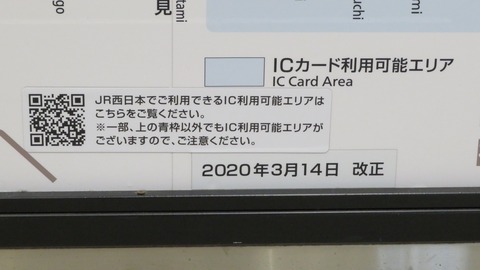 ago
見
tami
uchi
ICカード利用可能エリア
IC Card Area
JR西日本でご利用できるIC利用可能エリアは
こちらをご覧ください。
※一部、上の青枠以外でもIC利用可能エリアが
ございますので、ご注意ください。
2020年3月14日 改正